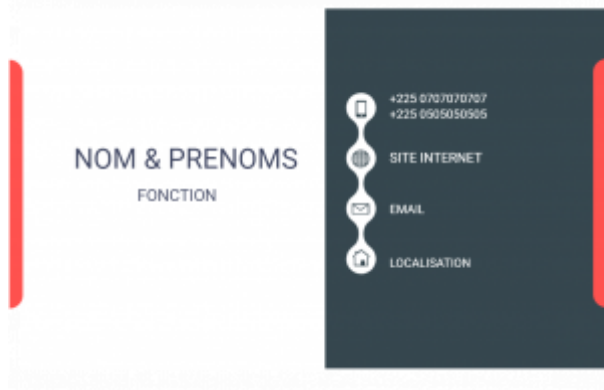 NOM & PRENOMS
FONCTION
+225 0707070707
+225 0505050505
SITE INTERNET
EMAIL
LOCALISATION